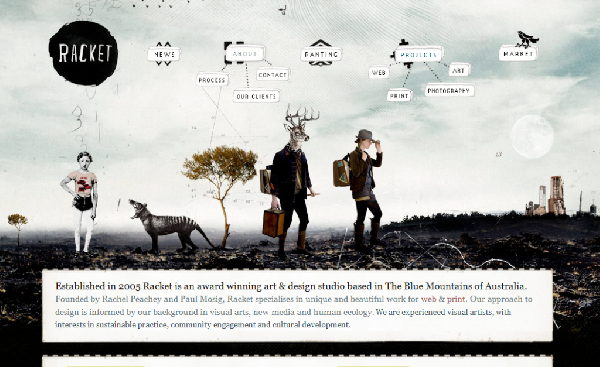 RACKET
NEWS
ABOUT
RANTING
PROJECTS
MARKET
PROCESS
CONTACT
OUR CLIENTS
WEB
ART
PRINT
PHOTOGRAPHY
Established in 2005 Racket is an award winning art & design studio based in The Blue Mountains of Australia.
Founded by Rachel Peachey and Paul Mosig, Racket specialises in unique and beautiful work for web & print. Our approach to
design is informed by our background in visual arts, new media and human ecology. We are experienced visual artists, with
interests in sustainable practice, community engagement and cultural development.